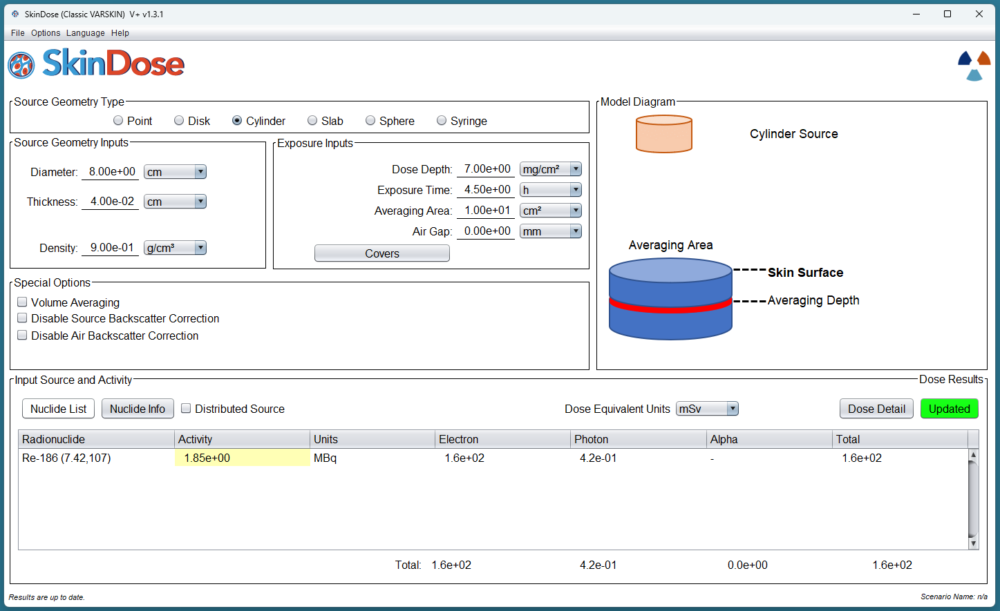 SkinDose (Classic VARSKIN) V+ v1.3.1
File Options Language Help
SkinDose
Source Geometry Type
Point Disk Cylinder Slab Sphere Syringe
Source Geometry Inputs
Diameter: 8.00e+00 cm
Thickness: 4.00e-02 cm
Density: 9.00e-01 g/cm³
Exposure Inputs
Dose Depth: 7.00e+00 mg/cm²
Exposure Time: 4.50e+00 h
Averaging Area: 1.00e+01 cm²
Air Gap: 0.00e+00 mm
Covers
Special Options
Volume Averaging
Disable Source Backscatter Correction
Disable Air Backscatter Correction
Model Diagram
Cylinder Source
Averaging Area
Skin Surface
Averaging Depth
Input Source and Activity
Dose Results
Nuclide List Nuclide Info Distributed Source Dose Equivalent Units mSv Dose Detail Updated
Radionuclide Activity Units Electron Photon Alpha Total
Re-186 (7.42,107) 1.85e+00 MBq 1.6e+02 4.2e-01 - 1.6e+02
Total: 1.6e+02 4.2e-01 0.0e+00 1.6e+02
Results are up to date.
Scenario Name: n/a